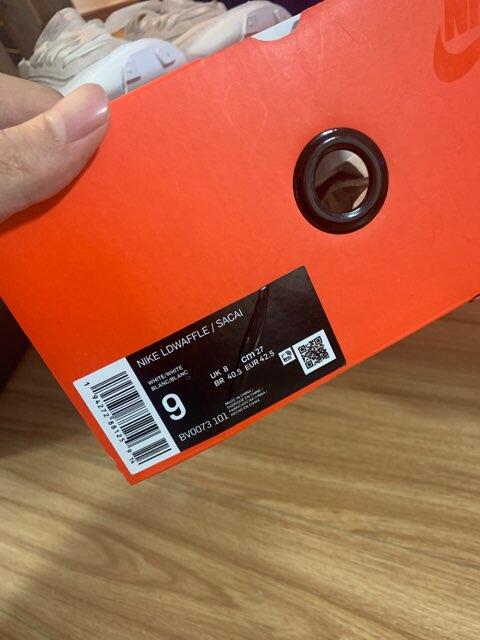 NIKE
NIKE LDWAFFLE / SACAI
WHITE/WHITE
BLANC/BLANC
9
UK 8 cm 27
BR 40.5 EUR 42.5
BV0073 101